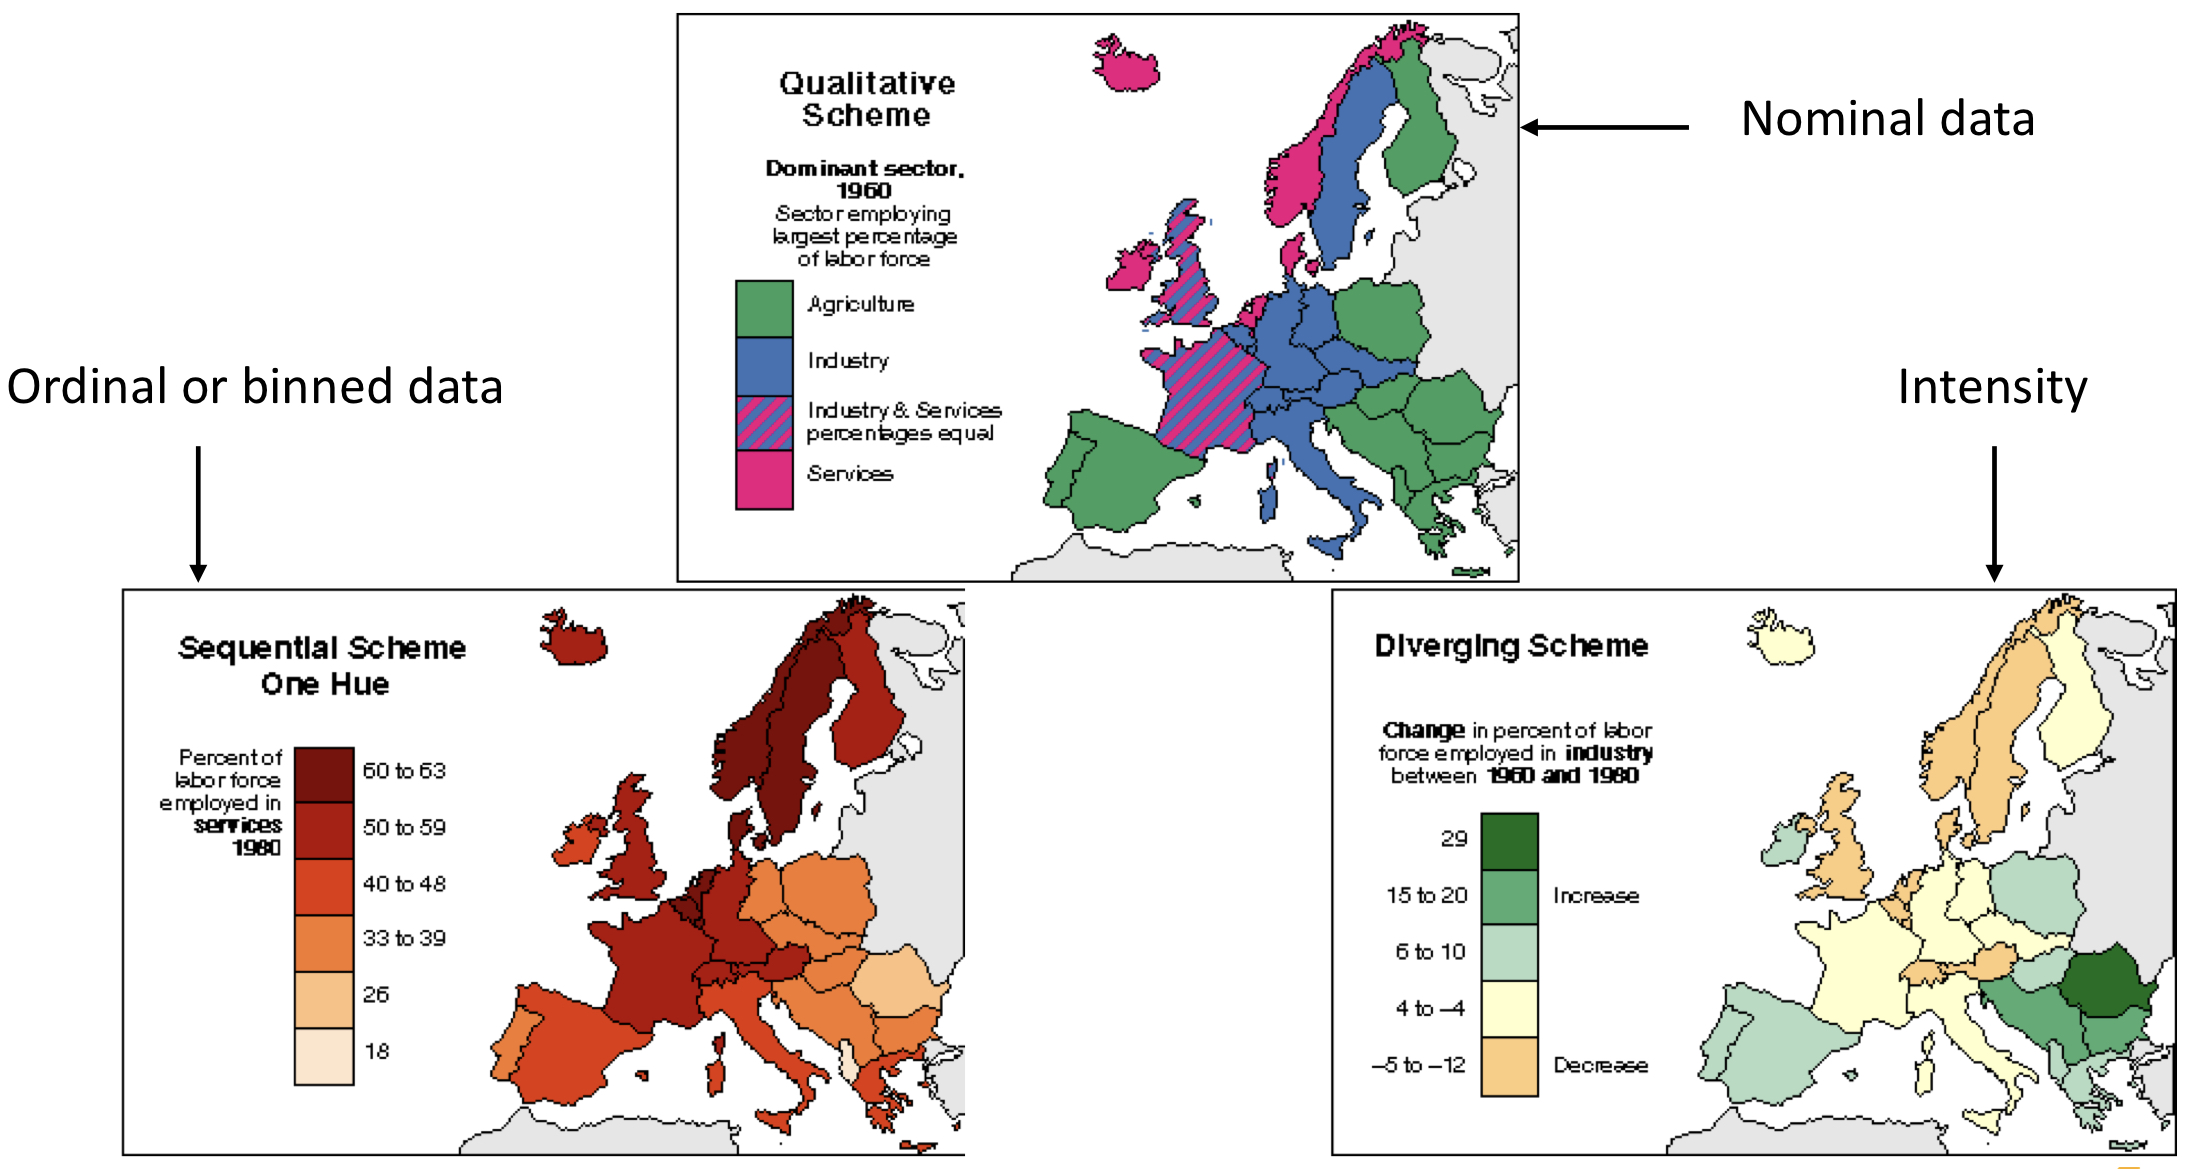 Qualitative
Scheme
Dominant sector,
1960
Sector employing
largest percentage
of labor force
Agriculture
Industry
Industry & Services
percentages equal
Services
Nominal data
Ordinal or binned data
Intensity
Sequential Scheme
One Hue
Percent of
labor force
employed in
services
1980
60 to 63
50 to 59
40 to 48
33 to 39
26
18
Diverging Scheme
Change in percent of labor
force employed in industry
between 1960 and 1980
29
15 to 20
6 to 10
4 to –4
–5 to –12
Increase
Decrease